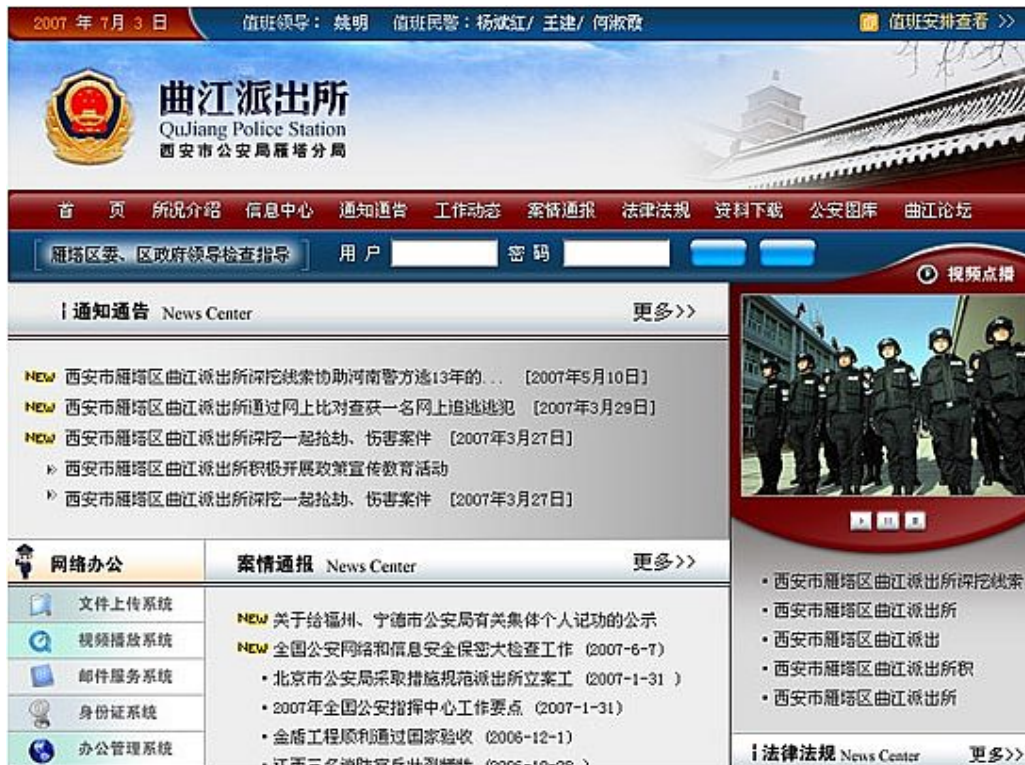 2007 年 7月 3 日 值班领导： 姚明 值班民警：杨斌红/ 王建/ 何淑霞 值班安排查看 >>
曲江派出所
QuJiang Police Station
西安市公安局雁塔分局
首 页 所况介绍 信息中心 通知通告 工作动态 案情通报 法律法规 资料下载 公安图库 曲江论坛
雁塔区委、区政府领导检查指导 用 户 密 码
视频点播
通知通告 News Center 更多>>
NEW 西安市雁塔区曲江派出所深挖线索协助河南警方逃13年的... [2007年5月10日]
NEW 西安市雁塔区曲江派出所通过网上比对查获一名网上追逃逃犯 [2007年3月29日]
NEW 西安市雁塔区曲江派出所深挖一起抢劫、伤害案件 [2007年3月27日]
西安市雁塔区曲江派出所积极开展政策宣传教育活动
西安市雁塔区曲江派出所深挖一起抢劫、伤害案件 [2007年3月27日]
网络办公
文件上传系统
视频播放系统
邮件服务系统
身份证系统
办公管理系统
案情通报 News Center 更多>>
NEW 关于给福州、宁德市公安局有关集体个人记功的公示
NEW 全国公安网络和信息安全保密大检查工作 (2007-6-7)
·北京市公安局采取措施规范派出所立案工 (2007-1-31 )
·2007年全国公安指挥中心工作要点 (2007-1-31)
·金盾工程顺利通过国家验收 (2006-12-1)
·西安市雁塔区曲江派出所深挖线索
·西安市雁塔区曲江派出所
·西安市雁塔区曲江派出
·西安市雁塔区曲江派出所积
·西安市雁塔区曲江派出所
法律法规 News Center 更多>>